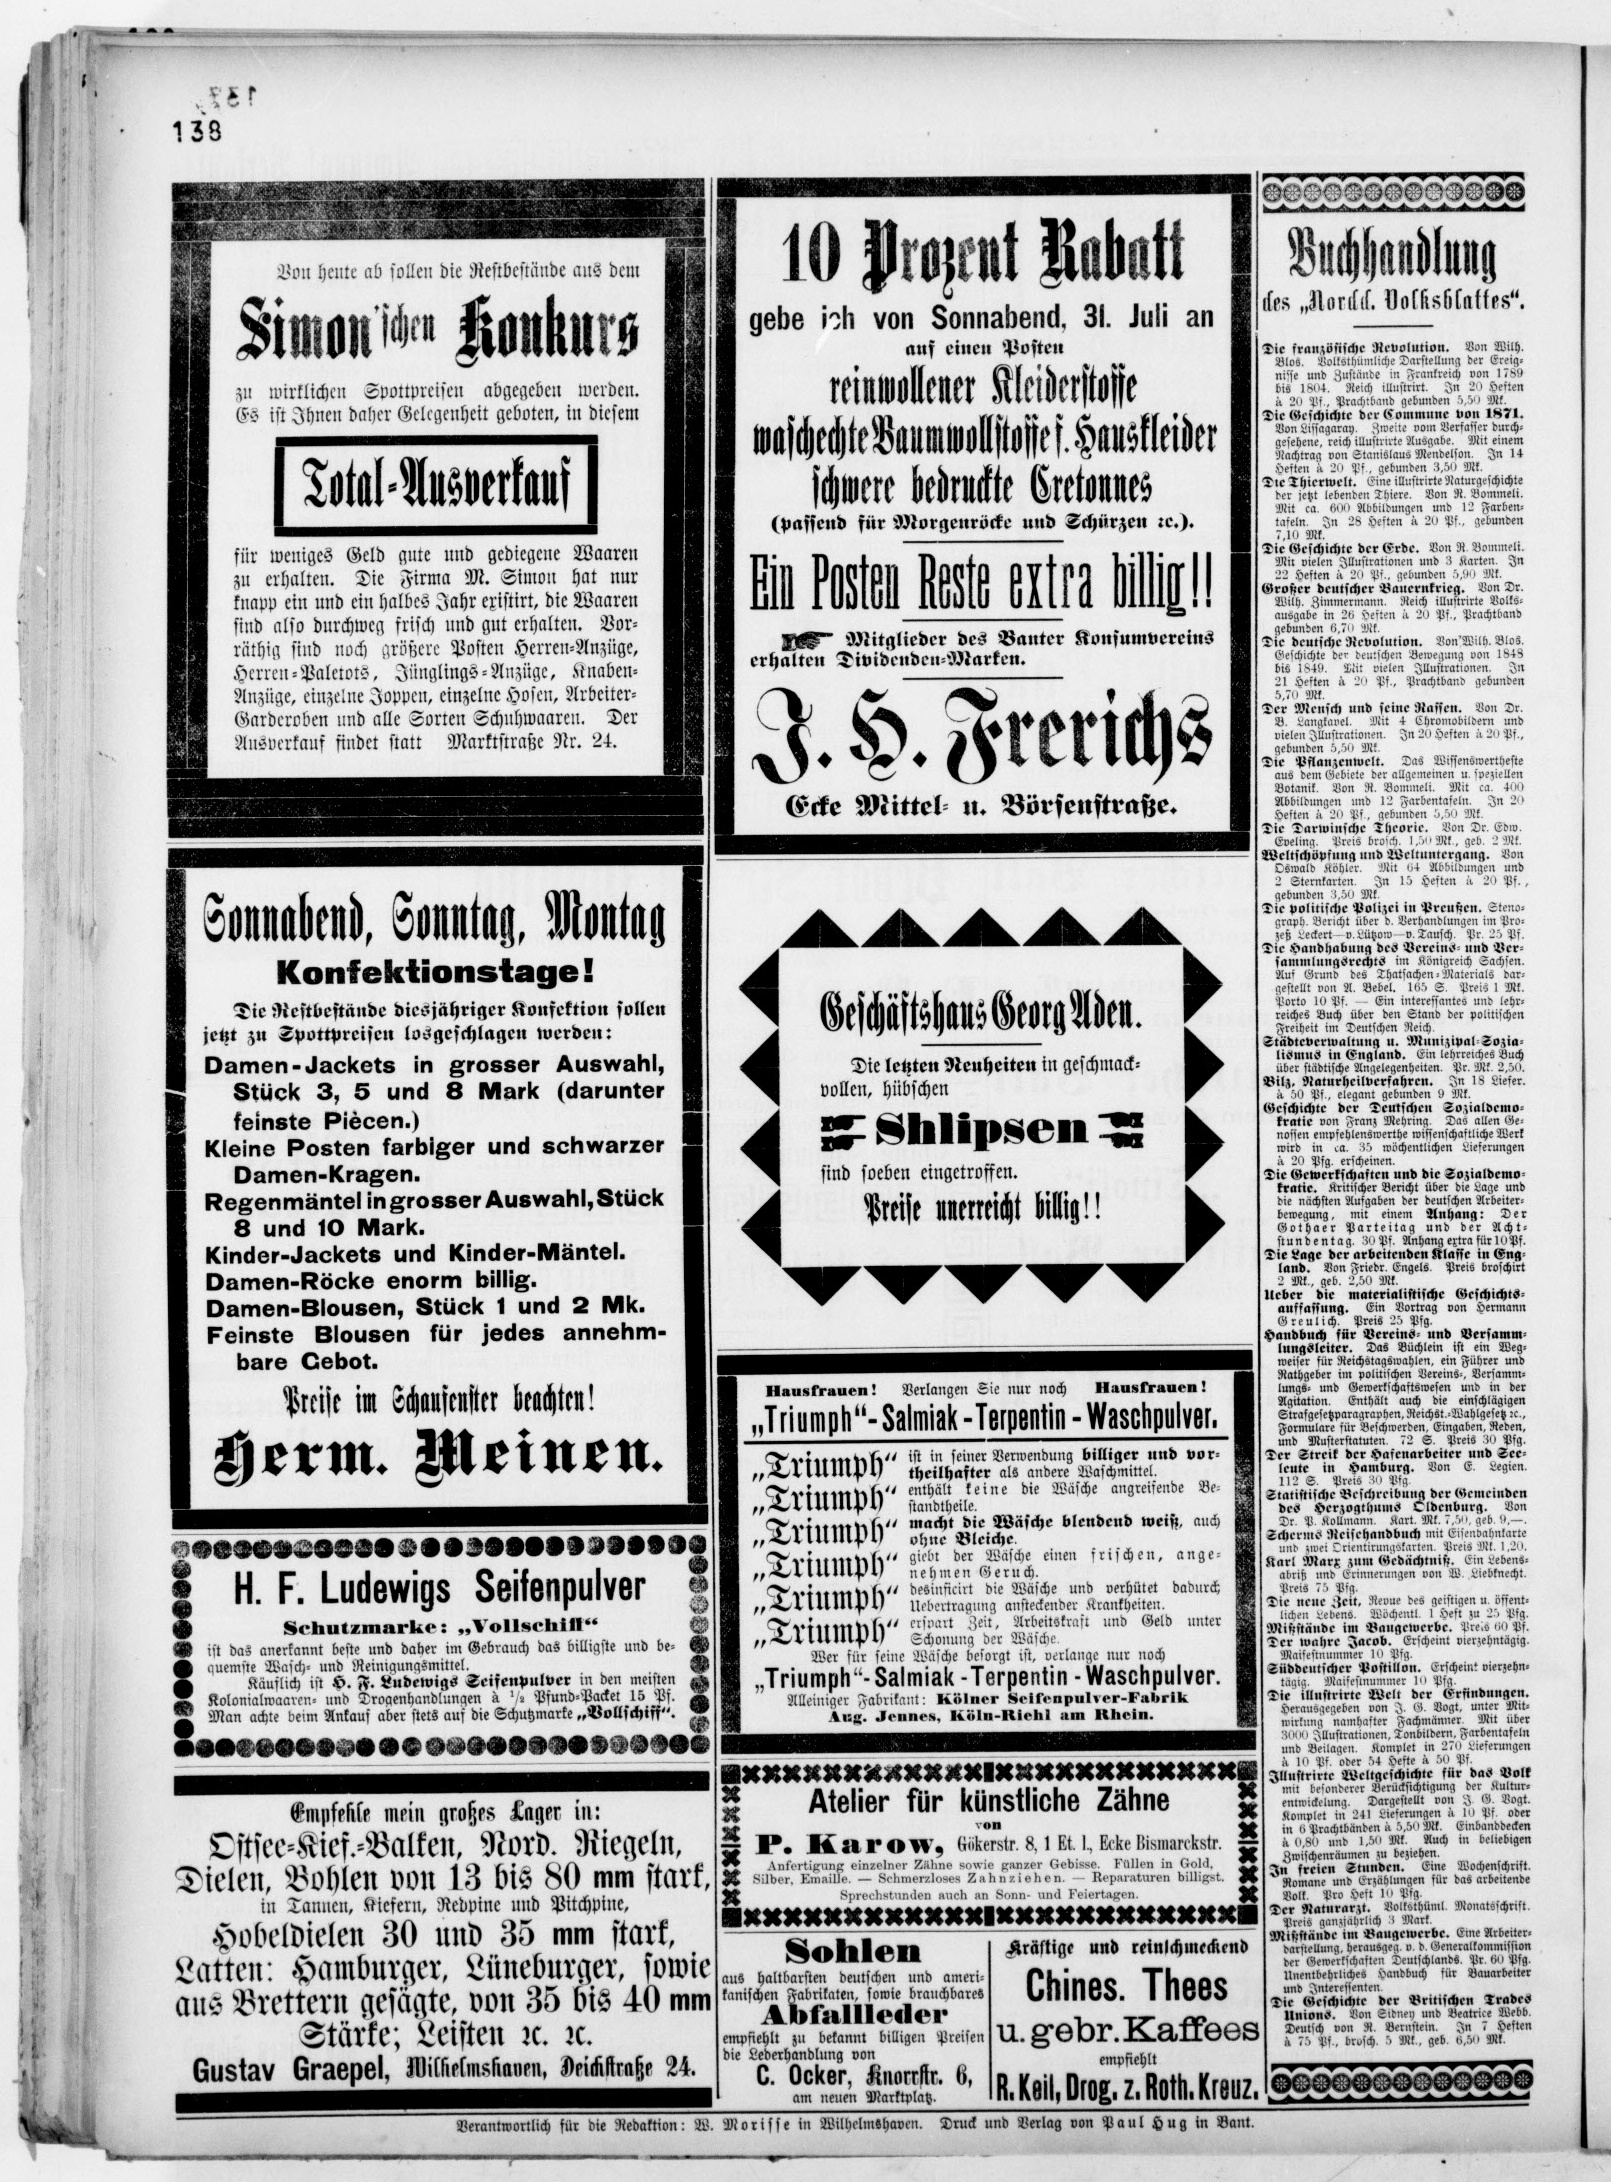 138
Von heute ab sollen die Restbestände aus dem
Simon'schen Konkurs
zu wirklichen Spottpreisen abgegeben werden.
Es ist Ihnen daher Gelegenheit geboten, in diesem
Total-Ausverkauf
für weniges Geld gute und gediegene Waaren
zu erhalten. Die Firma M. Simon hat nur
knapp ein und ein halbes Jahr existirt, die Waaren
sind also durchweg frisch und gut erhalten. Vor-
räthig sind noch größere Posten Herren-Anzüge,
Herren-Paletots, Jünglings-Anzüge, Knaben-
Anzüge, einzelne Joppen, einzelne Hosen, Arbeiter-
Garderoben und alle Sorten Schuhwaaren. Der
Ausverkauf findet statt Marktstraße Nr. 24.
Sonnabend, Sonntag, Montag
Konfektionstage!
Die Restbestände diesjähriger Konfektion sollen
jetzt zu Spottpreisen losgeschlagen werden:
Damen-Jackets in grosser Auswahl,
Stück 3, 5 und 8 Mark (darunter
feinste Piècen.)
Kleine Posten farbiger und schwarzer
Damen-Kragen.
Regenmäntel in grosser Auswahl, Stück
8 und 10 Mark.
Kinder-Jackets und Kinder-Mäntel.
Damen-Röcke enorm billig.
Damen-Blousen, Stück 1 und 2 Mk.
Feinste Blousen für jedes annehm-
bare Gebot.
Preise im Schaufenster beachten!
Herm. Meinen.
H. F. Ludewigs Seifenpulver
Schutzmarke: „Vollschiff“
ist das anerkannt beste und daher im Gebrauch das billigste und be-
quemste Wasch- und Reinigungsmittel.
Käuflich ist H. F. Ludewigs Seifenpulver in den meisten
Kolonialwaaren- und Drogenhandlungen à 1/2 Pfund-Packet 15 Pf.
Man achte beim Ankauf aber stets auf die Schutzmarke „Vollschiff“.
Empfehle mein großes Lager in:
Ostsee-Kief.-Balken, Nord. Riegeln,
Dielen, Bohlen von 13 bis 80 mm stark,
in Tannen, Kiefern, Redpine und Pitchpine,
Hobeldielen 30 und 35 mm stark,
Latten: Hamburger, Lüneburger, sowie
aus Brettern gesägte, von 35 bis 40 mm
Stärke; Leisten ꝛc. ꝛc.
Gustav Graepel, Wilhelmshaven, Deichstraße 24.
10 Prozent Rabatt
gebe ich von Sonnabend, 31. Juli an
auf einen Posten
reinwollener Kleiderstoffe
waschechte Baumwollstoffe f. Hauskleider
schwere bedruckte Cretonnes
(passend für Morgenröcke und Schürzen ꝛc.).
Ein Posten Reste extra billig!!
Mitglieder des Banter Konsumvereins
erhalten Dividenden-Marken.
J. H. Frerichs
Ecke Mittel- u. Börsenstraße.
Geschäftshaus Georg Aden.
Die letzten Neuheiten in geschmack-
vollen, hübschen
Shlipsen
sind soeben eingetroffen.
Preise unerreicht billig!!
Hausfrauen! Verlangen Sie nur noch Hausfrauen!
„Triumph“-Salmiak-Terpentin-Waschpulver.
„Triumph“ ist in seiner Verwendung billiger und vor-
theilhafter als andere Waschmittel.
„Triumph“ enthält keine die Wäsche angreifende Be-
standtheile.
„Triumph“ macht die Wäsche blendend weiß, auch
ohne Bleiche.
„Triumph“ giebt der Wäsche einen frischen, ange-
nehmen Geruch.
„Triumph“ desinficirt die Wäsche und verhütet dadurch
Uebertragung ansteckender Krankheiten.
„Triumph“ erspart Zeit, Arbeitskraft und Geld unter
Schonung der Wäsche.
Wer für seine Wäsche besorgt ist, verlange nur noch
„Triumph“-Salmiak-Terpentin-Waschpulver.
Alleiniger Fabrikant: Kölner Seifenpulver-Fabrik
Aug. Jennes, Köln-Riehl am Rhein.
Atelier für künstliche Zähne
von
P. Karow, Gökerstr. 8, 1 Et. l., Ecke Bismarckstr.
Anfertigung einzelner Zähne sowie ganzer Gebisse. Füllen in Gold,
Silber, Emaille. — Schmerzloses Zahnziehen. — Reparaturen billigst.
Sprechstunden auch an Sonn- und Feiertagen.
Sohlen
aus haltbarsten deutschen und ameri-
kanischen Fabrikaten, sowie brauchbares
Abfallleder
empfiehlt zu bekannt billigen Preisen
die Lederhandlung von
C. Ocker, Knorrstr. 6,
am neuen Marktplatz.
Kräftige und reinschmeckend
Chines. Thees
u. gebr. Kaffees
empfiehlt
R. Keil, Drog. z. Roth. Kreuz.
Buchhandlung
des „Nordd. Volksblattes“.
Die französische Revolution. Von Wilh.
Blos. Volksthümliche Darstellung der Ereig-
nisse und Zustände in Frankreich von 1789
bis 1804. Reich illustrirt. In 20 Heften
à 20 Pf., Prachtband gebunden 5,50 Mk.
Die Geschichte der Commune von 1871.
Von Lissagaray. Zweite vom Verfasser durch-
gesehene, reich illustrirte Ausgabe. Mit einem
Nachtrag von Stanislaus Mendelson. In 14
Heften à 20 Pf., gebunden 3,50 Mk.
Die Thierwelt. Eine illustrirte Naturgeschichte
der jetzt lebenden Thiere. Von R. Bommeli.
Mit ca. 600 Abbildungen und 12 Farben-
tafeln. In 28 Heften à 20 Pf., gebunden
7,10 Mk.
Die Geschichte der Erde. Von R. Bommeli.
Mit vielen Illustrationen und 3 Karten. In
22 Heften à 20 Pf., gebunden 5,90 Mk.
Großer deutscher Bauernkrieg. Von Dr.
Wilh. Zimmermann. Reich illustrirte Volks-
ausgabe in 26 Heften à 20 Pf., Prachtband
gebunden 6,70 Mk.
Die deutsche Revolution. Von Wilh. Blos.
Geschichte der deutschen Bewegung von 1848
bis 1849. Mit vielen Illustrationen. In
21 Heften à 20 Pf., Prachtband gebunden
5,70 Mk.
Der Mensch und seine Rassen. Von Dr.
B. Langkavel. Mit 4 Chromobildern und
vielen Illustrationen. In 20 Heften à 20 Pf.,
gebunden 5,50 Mk.
Die Pflanzenwelt. Das Wissenswertheste
aus dem Gebiete der allgemeinen u. speziellen
Botanik. Von R. Bommeli. Mit ca. 400
Abbildungen und 12 Farbentafeln. In 20
Heften à 20 Pf., gebunden 5,50 Mk.
Die Darwinsche Theorie. Von Dr. Edw.
Eveling. Preis brosch. 1,50 Mk., geb. 2 Mk.
Weltschöpfung und Weltuntergang. Von
Oswald Köhler. Mit 64 Abbildungen und
2 Sternkarten. In 15 Heften à 20 Pf.,
gebunden 3,50 Mk.
Die politische Polizei in Preußen. Steno-
graph. Bericht über d. Verhandlungen im Pro-
zeß Leckert—v. Lützow—v. Tausch. Pr. 25 Pf.
Die Handhabung des Vereins- und Ver-
sammlungsrechts im Königreich Sachsen.
Auf Grund des Thatsachen-Materials dar-
gestellt von A. Bebel. 165 S. Preis 1 Mk.
Porto 10 Pf. — Ein interessantes und lehr-
reiches Buch über den Stand der politischen
Freiheit im Deutschen Reich.
Städteverwaltung u. Munizipal-Sozia-
lismus in England. Ein lehrreiches Buch
über städtische Angelegenheiten. Pr. Mk. 2,50.
Bilz, Naturheilverfahren. In 18 Liefer.
à 50 Pf., elegant gebunden 9 Mk.
Geschichte der Deutschen Sozialdemo-
kratie von Franz Mehring. Das allen Ge-
nossen empfehlenswerthe wissenschaftliche Werk
wird in ca. 35 wöchentlichen Lieferungen
à 20 Pfg. erscheinen.
Die Gewerkschaften und die Sozialdemo-
kratie. Kritischer Bericht über die Lage und
die nächsten Aufgaben der deutschen Arbeiter-
bewegung, mit einem Anhang: Der
Gothaer Parteitag und der Acht-
stundentag. 30 Pf. Anhang extra für 10 Pf.
Die Lage der arbeitenden Klasse in Eng-
land. Von Friedr. Engels. Preis broschirt
2 Mk., geb. 2,50 Mk.
Ueber die materialistische Geschichts-
auffassung. Ein Vortrag von Hermann
Greulich. Preis 25 Pfg.
Handbuch für Vereins- und Versamm-
lungsleiter. Das Büchlein ist ein Weg-
weiser für Reichstagswahlen, ein Führer und
Rathgeber im politischen Vereins-, Versamm-
lungs- und Gewerkschaftswesen und in der
Agitation. Enthält auch die einschlägigen
Strafgesetzparagraphen, Reichst.-Wahlgesetz ꝛc.,
Formulare für Beschwerden, Eingaben, Reden,
und Musterstatuten. 72 S. Preis 30 Pfg.
Der Streik der Hafenarbeiter und See-
leute in Hamburg. Von C. Legien.
112 S. Preis 30 Pfg.
Statistische Beschreibung der Gemeinden
des Herzogthums Oldenburg. Von
Dr. P. Kollmann. Kart. Mk. 7,50, geb. 9,—.
Scherms Reisehandbuch mit Eisenbahnkarte
und zwei Orientirungskarten. Preis Mk. 1,20.
Karl Marx zum Gedächtniß. Ein Lebens-
abriß und Erinnerungen von W. Liebknecht.
Preis 75 Pfg.
Die neue Zeit, Revue des geistigen u. öffent-
lichen Lebens. Wöchentl. 1 Heft zu 25 Pfg.
Mißstände im Baugewerbe. Preis 60 Pf.
Der wahre Jacob. Erscheint vierzehntägig.
Maifestnummer 10 Pfg.
Süddeutscher Postillon. Erscheint vierzehn-
tägig. Maifestnummer 10 Pfg.
Die illustrirte Welt der Erfindungen.
Herausgegeben von J. G. Vogt, unter Mit-
wirkung namhafter Fachmänner. Mit über
3000 Illustrationen, Tonbildern, Farbentafeln
und Beilagen. Komplet in 270 Lieferungen
à 10 Pf. oder 54 Hefte à 50 Pf.
Illustrirte Weltgeschichte für das Volk
mit besonderer Berücksichtigung der Kultur-
entwickelung. Dargestellt von J. G. Vogt.
Komplet in 241 Lieferungen à 10 Pf. oder
in 6 Prachtbänden à 5,50 Mk. Einbanddecken
à 0,80 und 1,50 Mk. Auch in beliebigen
Zwischenräumen zu beziehen.
In freien Stunden. Eine Wochenschrift.
Romane und Erzählungen für das arbeitende
Volk. Pro Heft 10 Pfg.
Der Naturarzt. Volksthüml. Monatsschrift.
Preis ganzjährlich 3 Mark.
Mißstände im Baugewerbe. Eine Arbeiter-
darstellung, herausgeg. v. d. Generalkommission
der Gewerkschaften Deutschlands. Pr. 60 Pfg.
Unentbehrliches Handbuch für Bauarbeiter
und Interessenten.
Die Geschichte der Britischen Trades
Unions. Von Sidney und Beatrice Webb.
Deutsch von R. Bernstein. In 7 Heften
à 75 Pf., brosch. 5 Mk., geb. 6,50 Mk.
Verantwortlich für die Redaktion: W. Morisse in Wilhelmshaven. Druck und Verlag von Paul Hug in Bant.